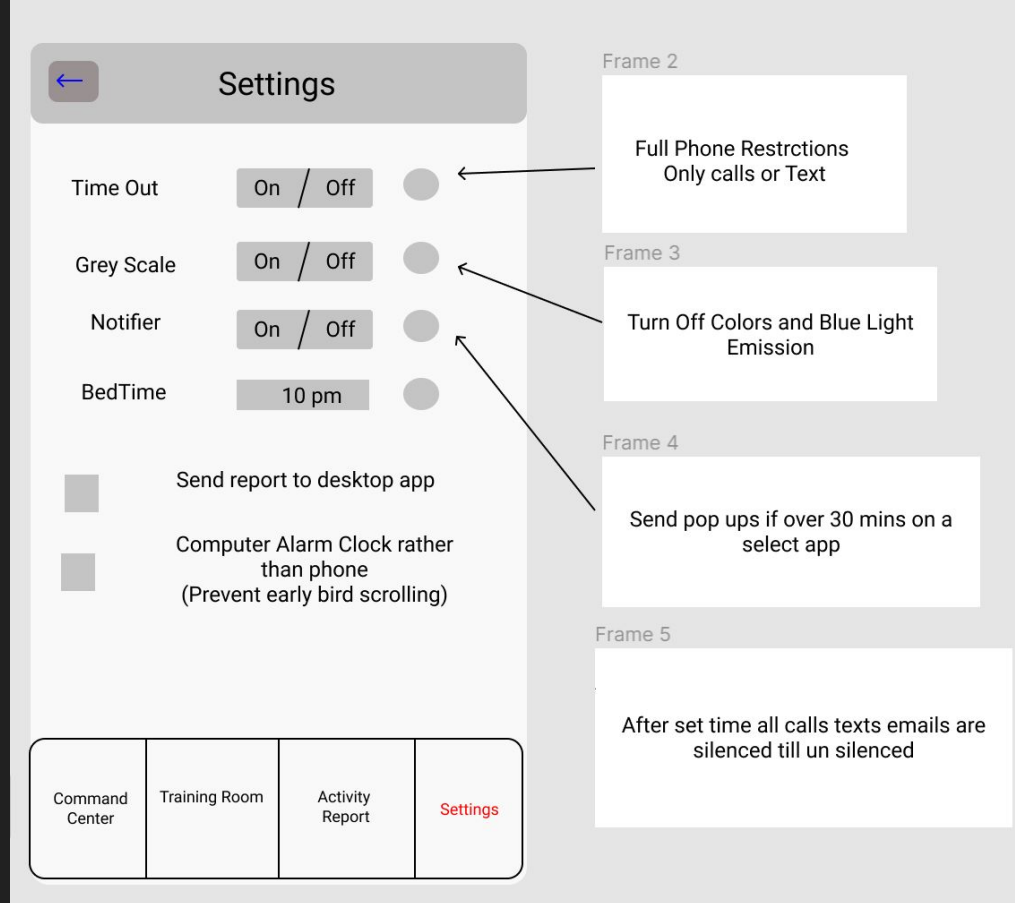 ←
Settings
Time Out
On / Off
Grey Scale
On / Off
Notifier
On / Off
BedTime
10 pm
Send report to desktop app
Computer Alarm Clock rather
than phone
(Prevent early bird scrolling)
Command
Center
Training Room
Activity
Report
Settings
Frame 2
Full Phone Restrctions
Only calls or Text
Frame 3
Turn Off Colors and Blue Light
Emission
Frame 4
Send pop ups if over 30 mins on a
select app
Frame 5
After set time all calls texts emails are
silenced till un silenced